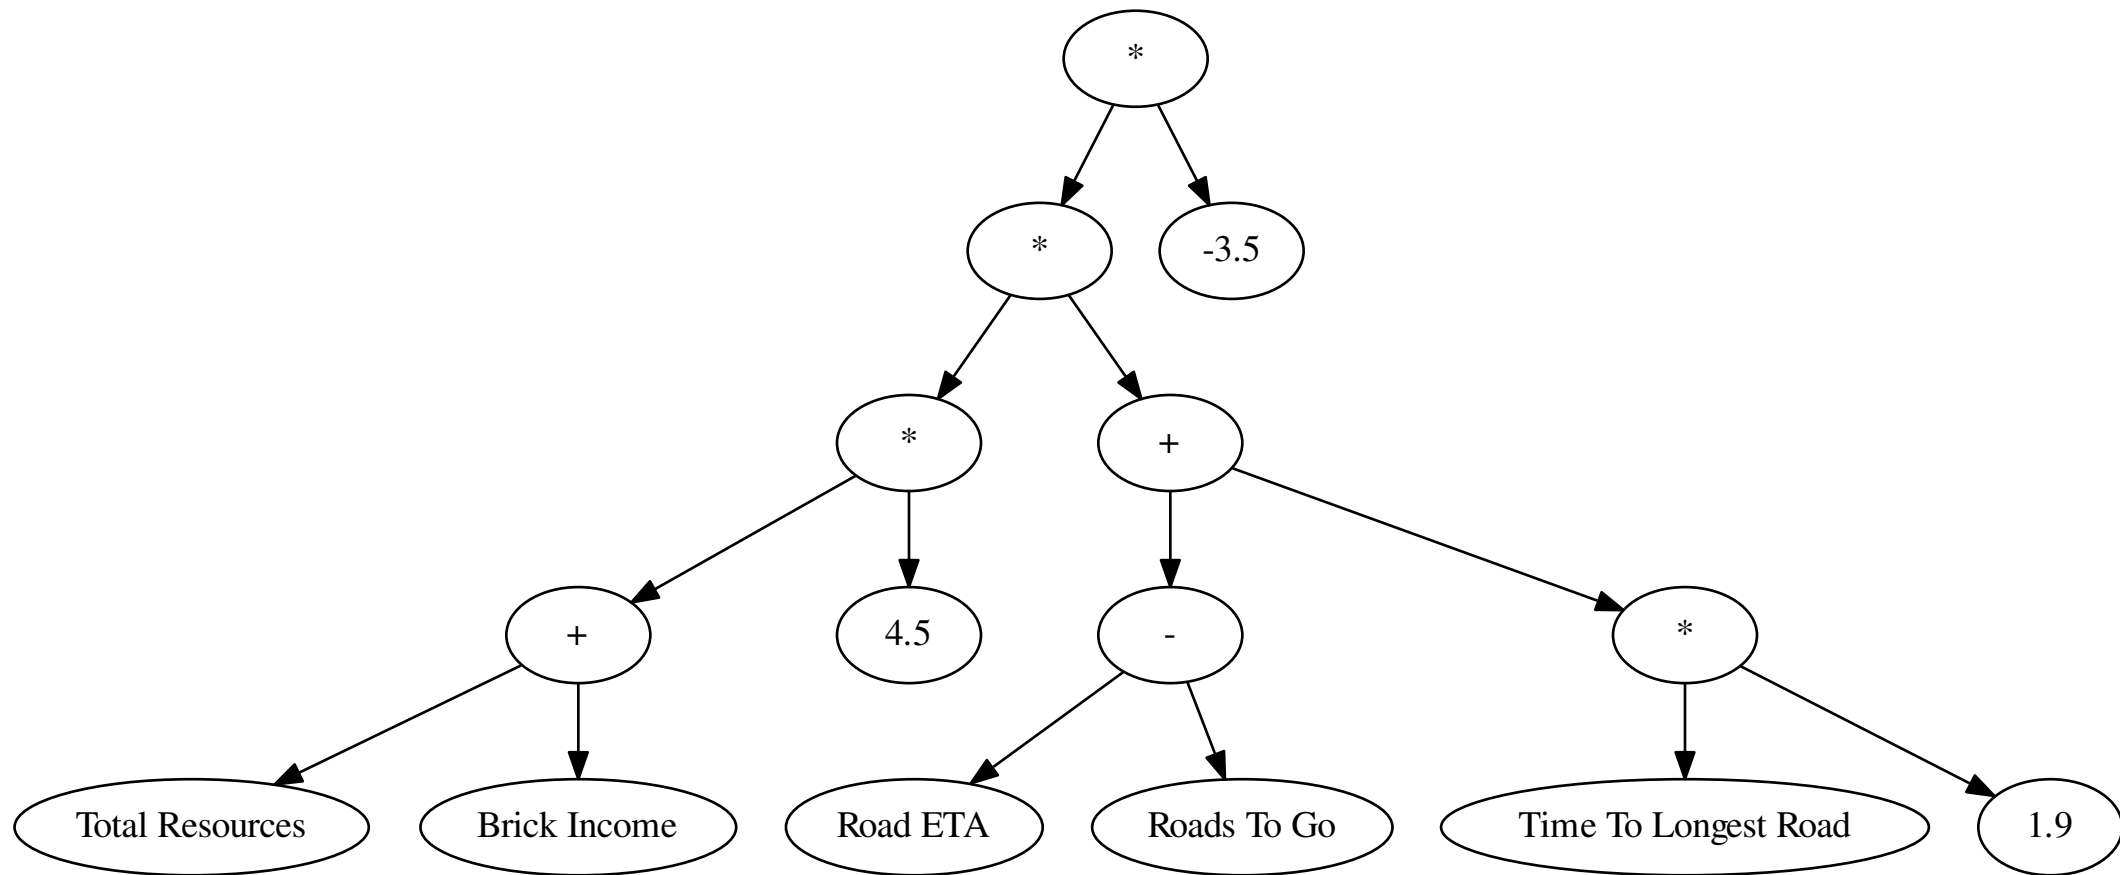 *
*
-3.5
*
+
+
4.5
-
*
Total Resources
Brick Income
Road ETA
Roads To Go
Time To Longest Road
1.9